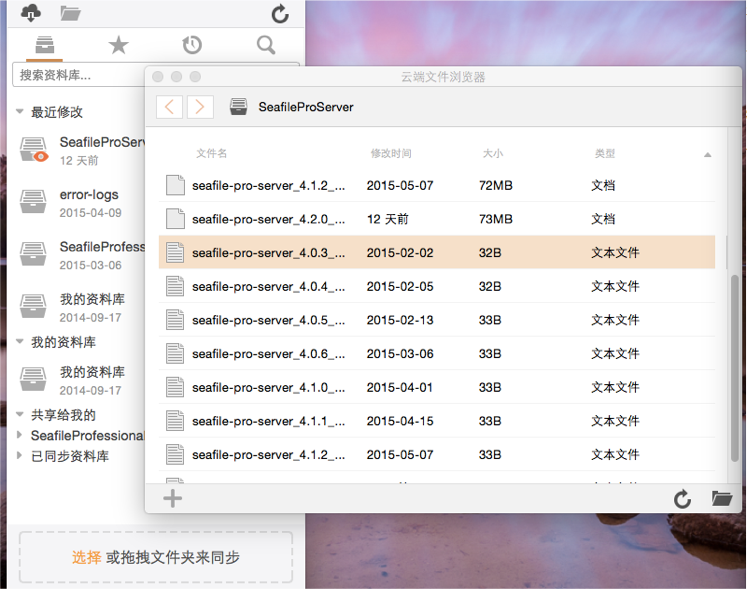 搜索资料库...
最近修改
SeafileProServ
12 天前
error-logs
2015-04-09
SeafileProfess
2015-03-06
我的资料库
2014-09-17
我的资料库
我的资料库
2014-09-17
共享给我的
SeafileProfessional
已同步资料库
选择 或拖拽文件夹来同步
云端文件浏览器
SeafileProServer
文件名 修改时间 大小 类型
seafile-pro-server_4.1.2_... 2015-05-07 72MB 文档
seafile-pro-server_4.2.0_... 12 天前 73MB 文档
seafile-pro-server_4.0.3_... 2015-02-02 32B 文本文件
seafile-pro-server_4.0.4_... 2015-02-05 32B 文本文件
seafile-pro-server_4.0.5_... 2015-02-13 33B 文本文件
seafile-pro-server_4.0.6_... 2015-03-06 33B 文本文件
seafile-pro-server_4.1.0_... 2015-04-01 33B 文本文件
seafile-pro-server_4.1.1_... 2015-04-15 33B 文本文件
seafile-pro-server_4.1.2_... 2015-05-07 33B 文本文件